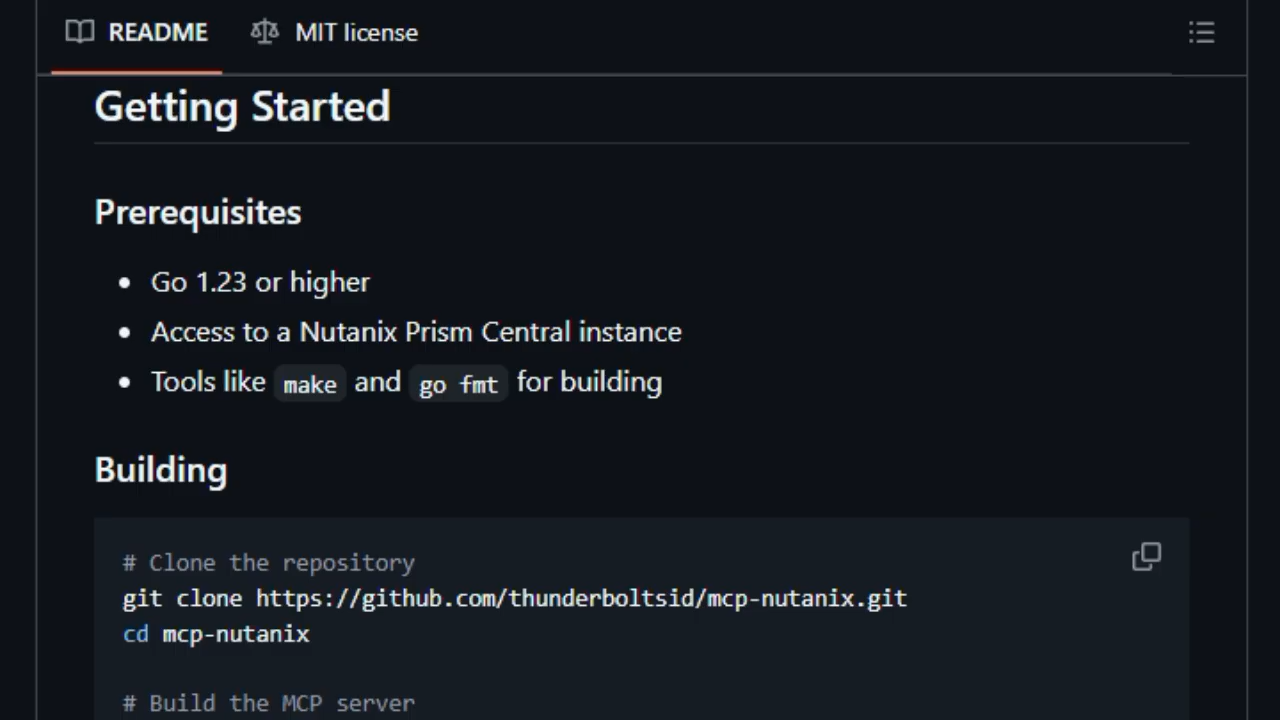 README
MIT license
Getting Started
Prerequisites
Go 1.23 or higher
Access to a Nutanix Prism Central instance
Tools like make and go fmt for building
Building
# Clone the repository
git clone https://github.com/thunderboltsid/mcp-nutanix.git
cd mcp-nutanix
# Build the MCP server